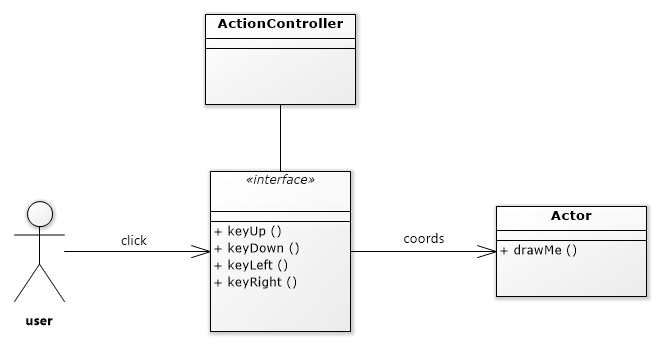 ActionController
«interface»
+ keyUp ()
+ keyDown ()
+ keyLeft ()
+ keyRight ()
click
user
coords
Actor
+ drawMe ()